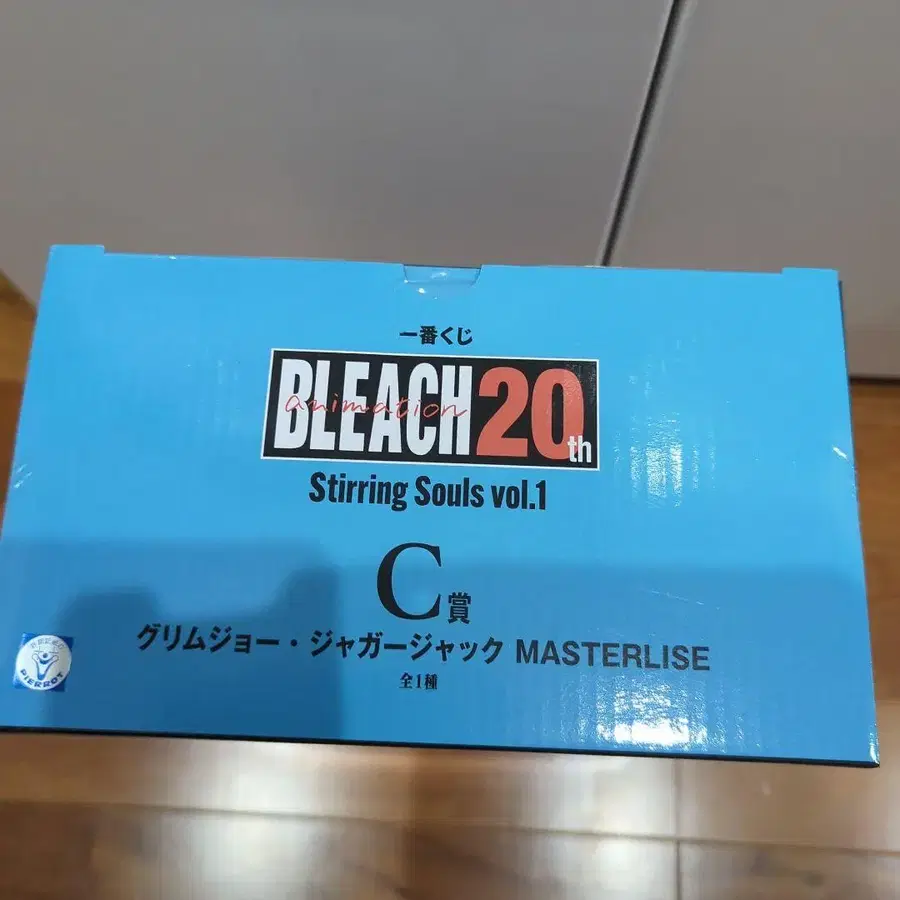 一番くじ
BLEACH 20th
animation
Stirring Souls vol.1
C賞
グリムジョー・ジャガージャック MASTERLISE
全1種
PIERROT